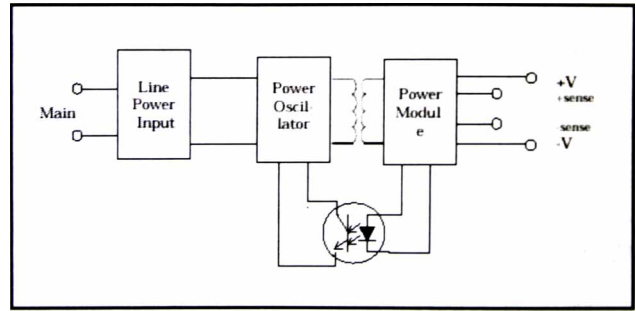 Main
Line
Power
Input
Power
Oscil-
lator
Power
Modul
e
+V
+sense
-sense
-V